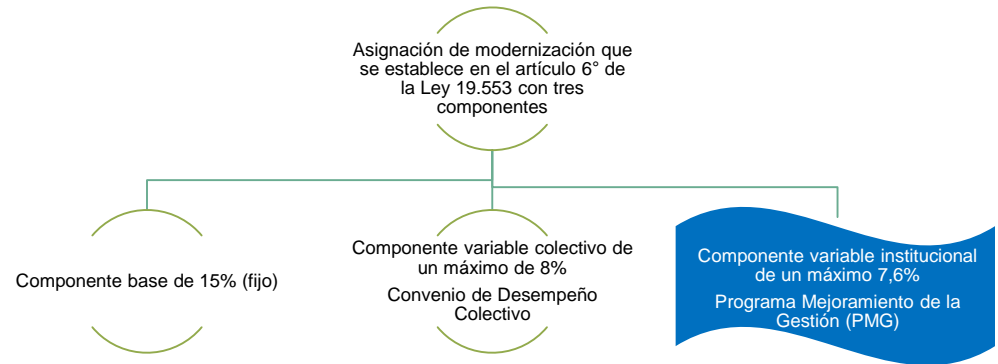 Asignación de modernización que
se establece en el artículo 6° de
la Ley 19.553 con tres
componentes
Componente base de 15% (fijo)
Componente variable colectivo de
un máximo de 8%
Convenio de Desempeño
Colectivo
Componente variable institucional
de un máximo 7,6%
Programa Mejoramiento de la
Gestión (PMG)